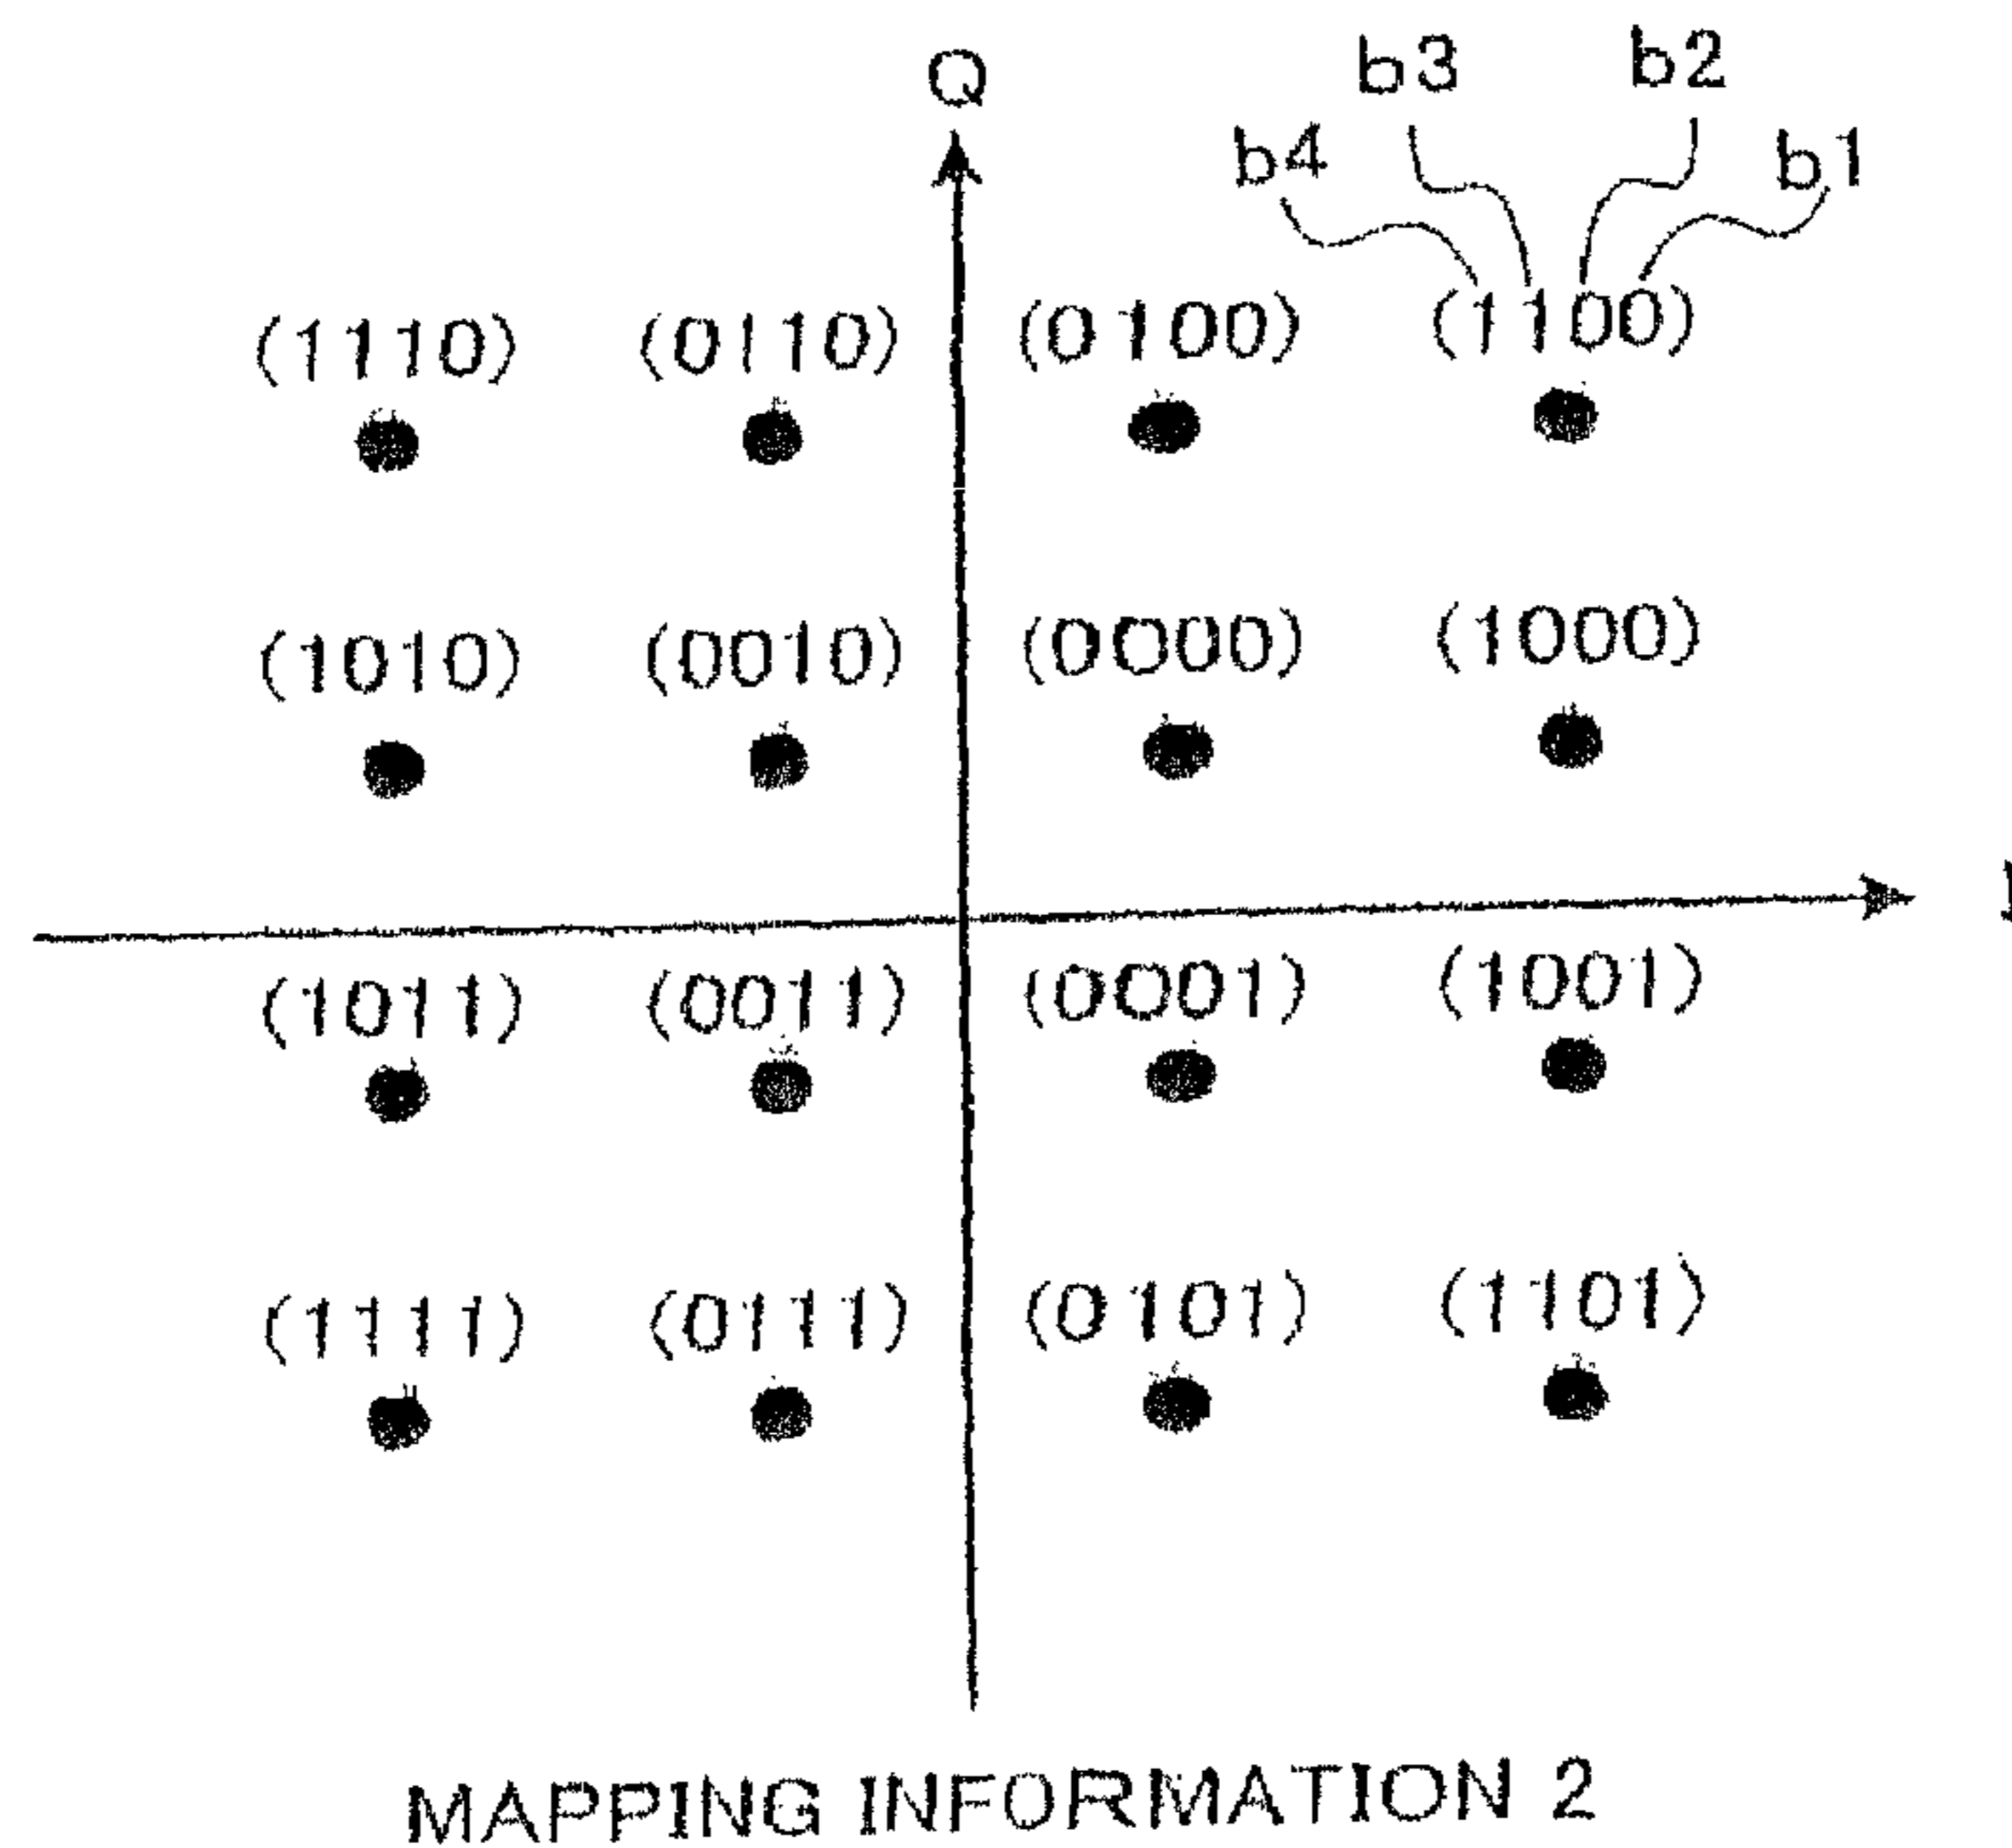 Q
b4 b3 b2 b1
(1110) (0110) (0100) (1100)
(1010) (0010) (0000) (1000)
I
(1011) (0011) (0001) (1001)
(1111) (0111) (0101) (1101)
MAPPING INFORMATION 2